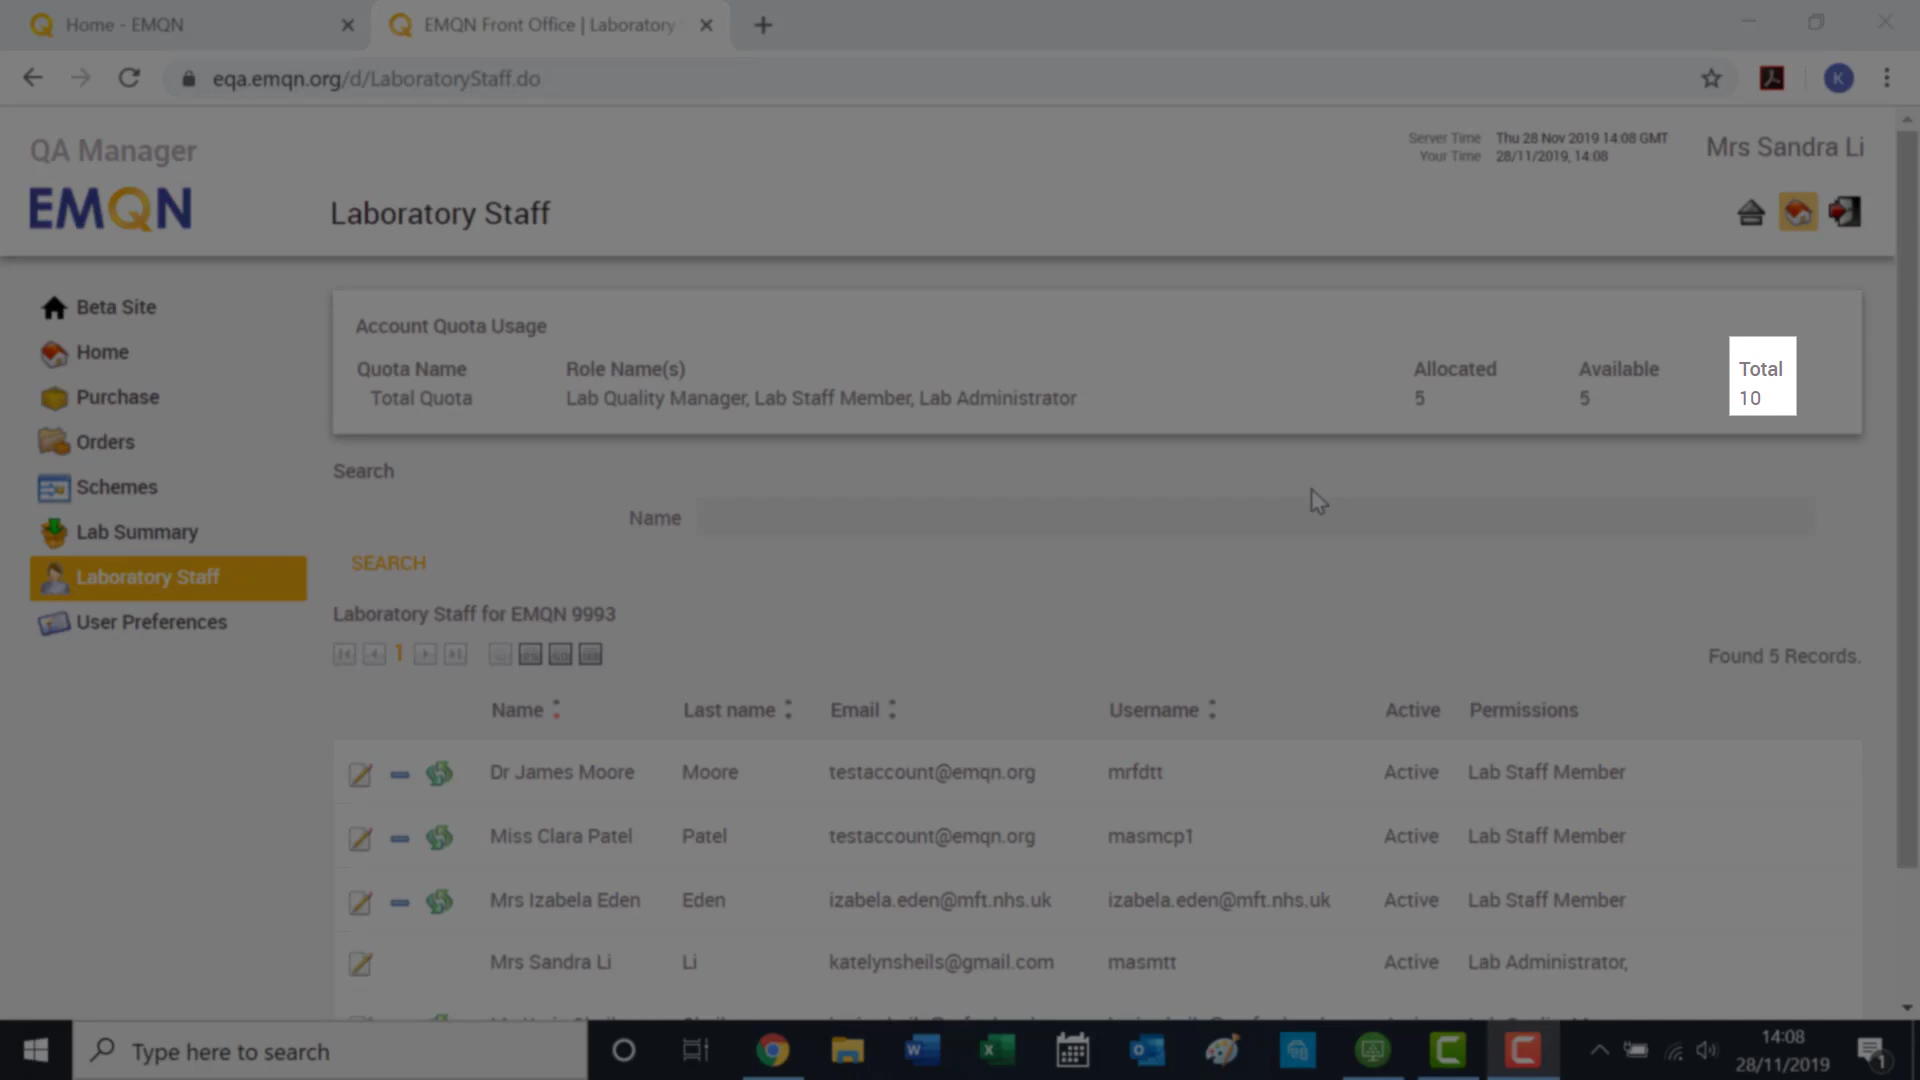 Home - EMQN
EMQN Front Office | Laboratory
eqa.emqn.org/d/LaboratoryStaff.do
K
QA Manager
EMQN
Laboratory Staff
Server Time Thu 28 Nov 2019 14:08 GMT
Your Time 28/11/2019, 14:08
Mrs Sandra Li
Beta Site
Home
Purchase
Orders
Schemes
Lab Summary
Laboratory Staff
User Preferences
Account Quota Usage
Quota Name Role Name(s) Allocated Available Total
Total Quota Lab Quality Manager, Lab Staff Member, Lab Administrator 5 5 10
Search
Name
SEARCH
Laboratory Staff for EMQN 9993
1
Found 5 Records.
Name Last name Email Username Active Permissions
Dr James Moore Moore testaccount@emqn.org mrfdtt Active Lab Staff Member
Miss Clara Patel Patel testaccount@emqn.org masmcp1 Active Lab Staff Member
Mrs Izabela Eden Eden izabela.eden@mft.nhs.uk izabela.eden@mft.nhs.uk Active Lab Staff Member
Mrs Sandra Li Li katelynsheils@gmail.com masmtt Active Lab Administrator,
Type here to search
14:08
28/11/2019
1